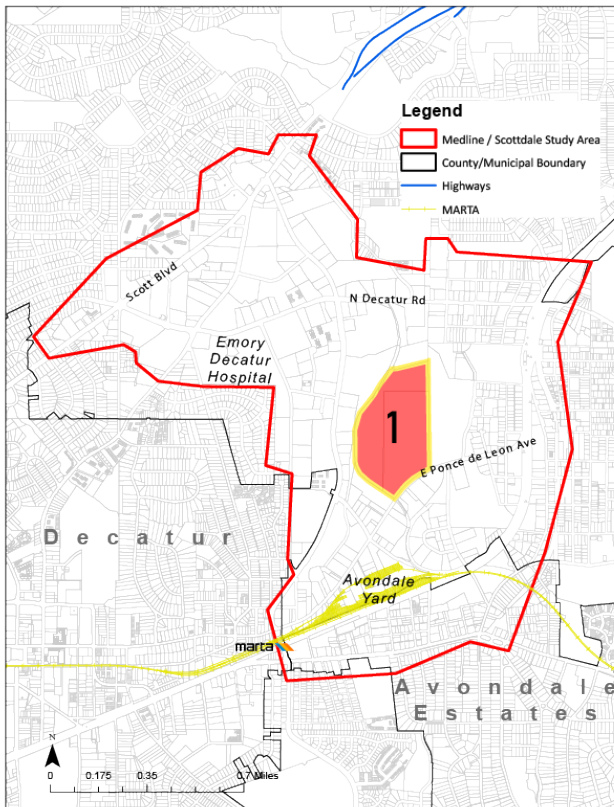 Legend
Medline / Scottdale Study Area
County/Municipal Boundary
Highways
MARTA
Scott Blvd
N Decatur Rd
Emory
Decatur
Hospital
1
E Ponce de Leon Ave
Decatur
Avondale
Yard
marta
Avondale
Estates
N
0 0.175 0.35 0.7 Miles